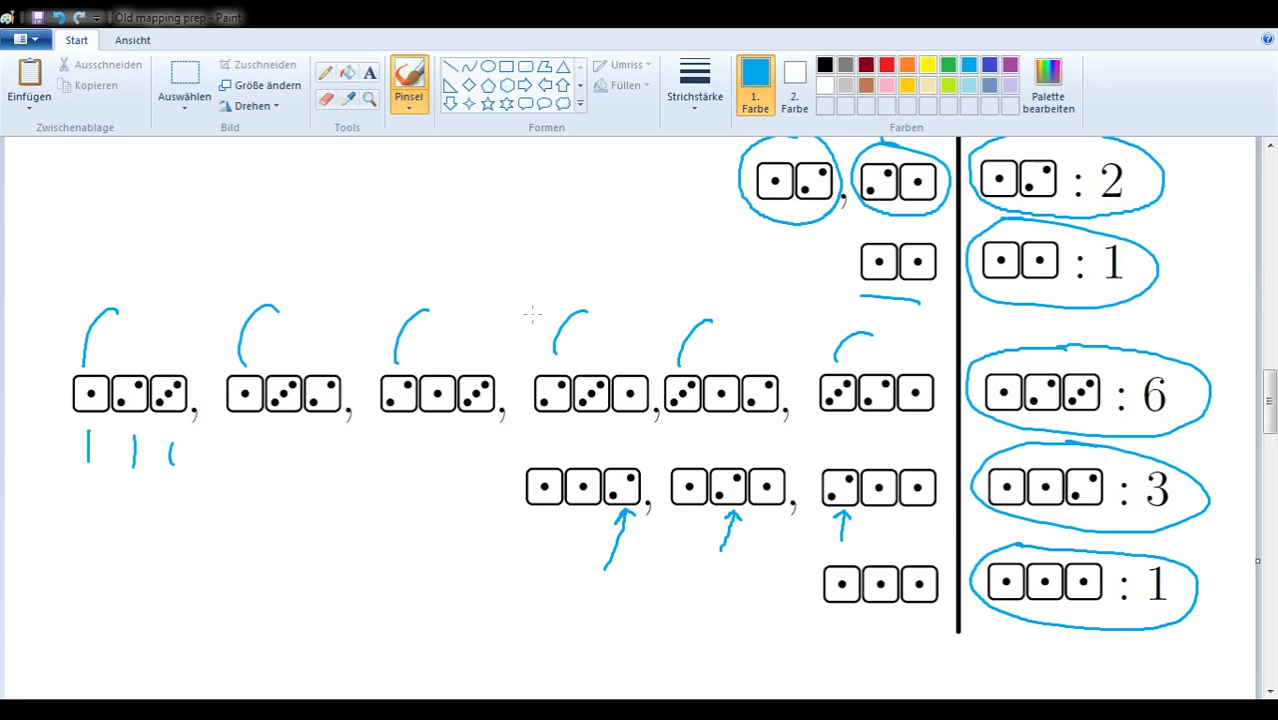 Old mapping prep - Paint
Start Ansicht
Einfügen
Ausschneiden
Kopieren
Zwischenablage
Auswählen
Zuschneiden
Größe ändern
Drehen
Bild
Pinsel
A
Tools
Umriss
Füllen
Formen
Strichstärke
1.
Farbe
2.
Farbe
Palette
bearbeiten
Farben
, : 2
: 1
, , , , , : 6
, , : 3
: 1